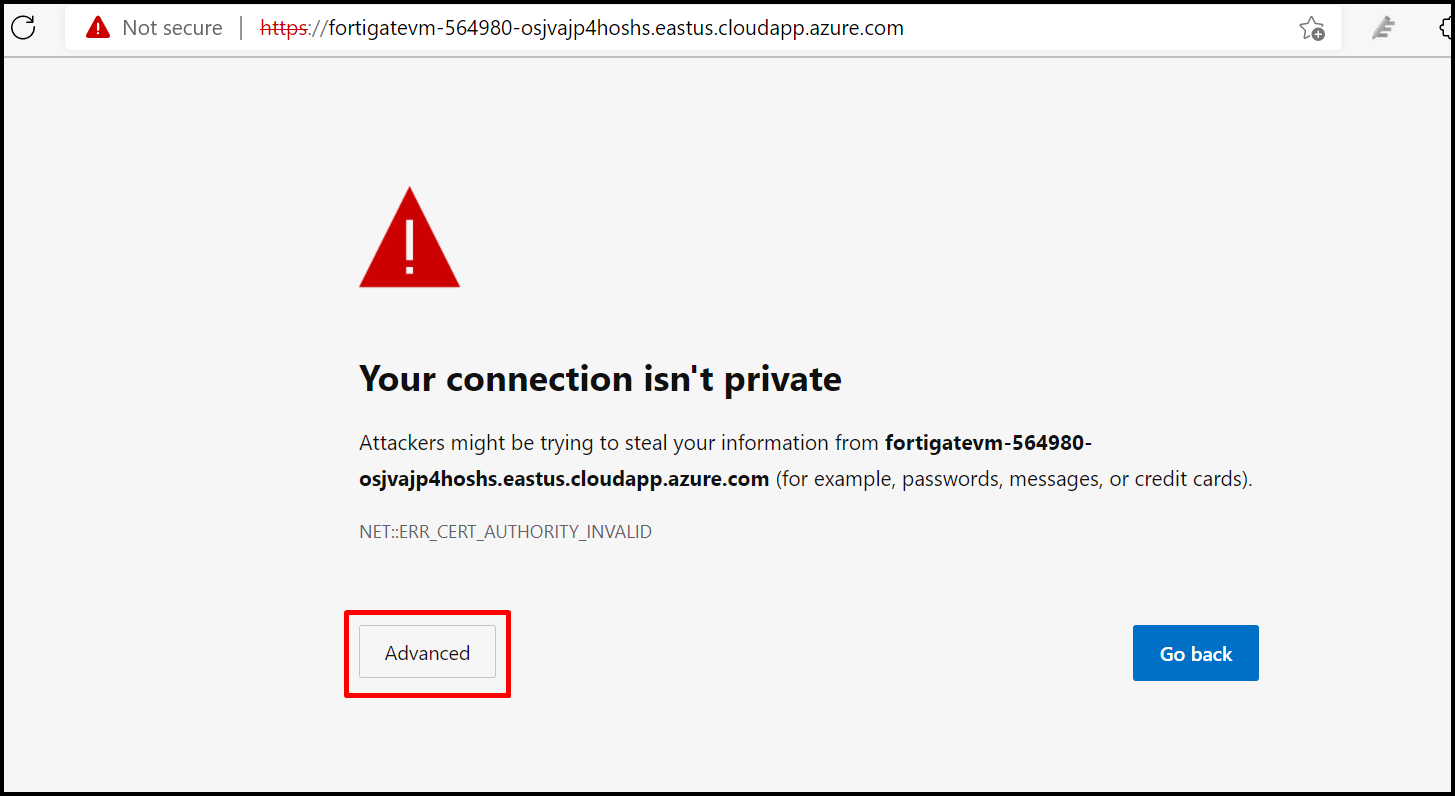 Not secure | https://fortigatevm-564980-osjvajp4hoshs.eastus.cloudapp.azure.com
Your connection isn't private
Attackers might be trying to steal your information from fortigatevm-564980-
osjvajp4hoshs.eastus.cloudapp.azure.com (for example, passwords, messages, or credit cards).
NET::ERR_CERT_AUTHORITY_INVALID
Advanced
Go back